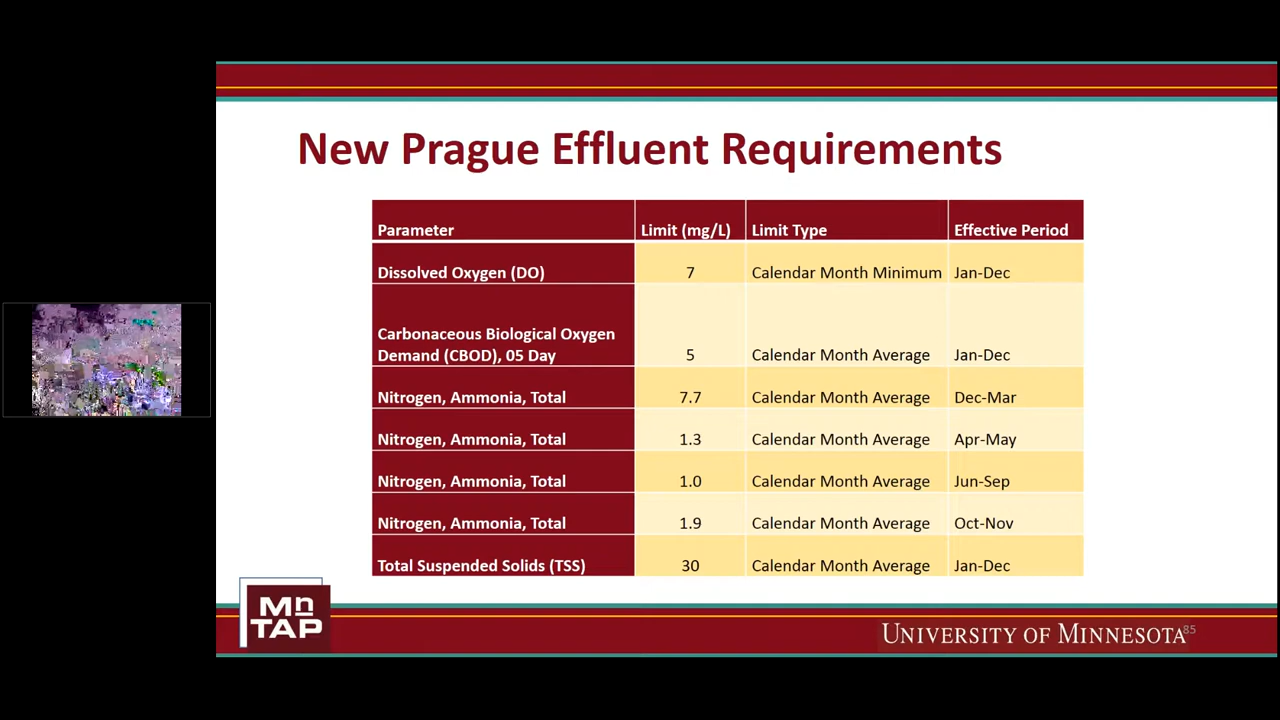 New Prague Effluent Requirements
Parameter Limit (mg/L) Limit Type Effective Period
Dissolved Oxygen (DO) 7 Calendar Month Minimum Jan-Dec
Carbonaceous Biological Oxygen
Demand (CBOD), 05 Day 5 Calendar Month Average Jan-Dec
Nitrogen, Ammonia, Total 7.7 Calendar Month Average Dec-Mar
Nitrogen, Ammonia, Total 1.3 Calendar Month Average Apr-May
Nitrogen, Ammonia, Total 1.0 Calendar Month Average Jun-Sep
Nitrogen, Ammonia, Total 1.9 Calendar Month Average Oct-Nov
Total Suspended Solids (TSS) 30 Calendar Month Average Jan-Dec
Mn
TAP
UNIVERSITY OF MINNESOTA 85